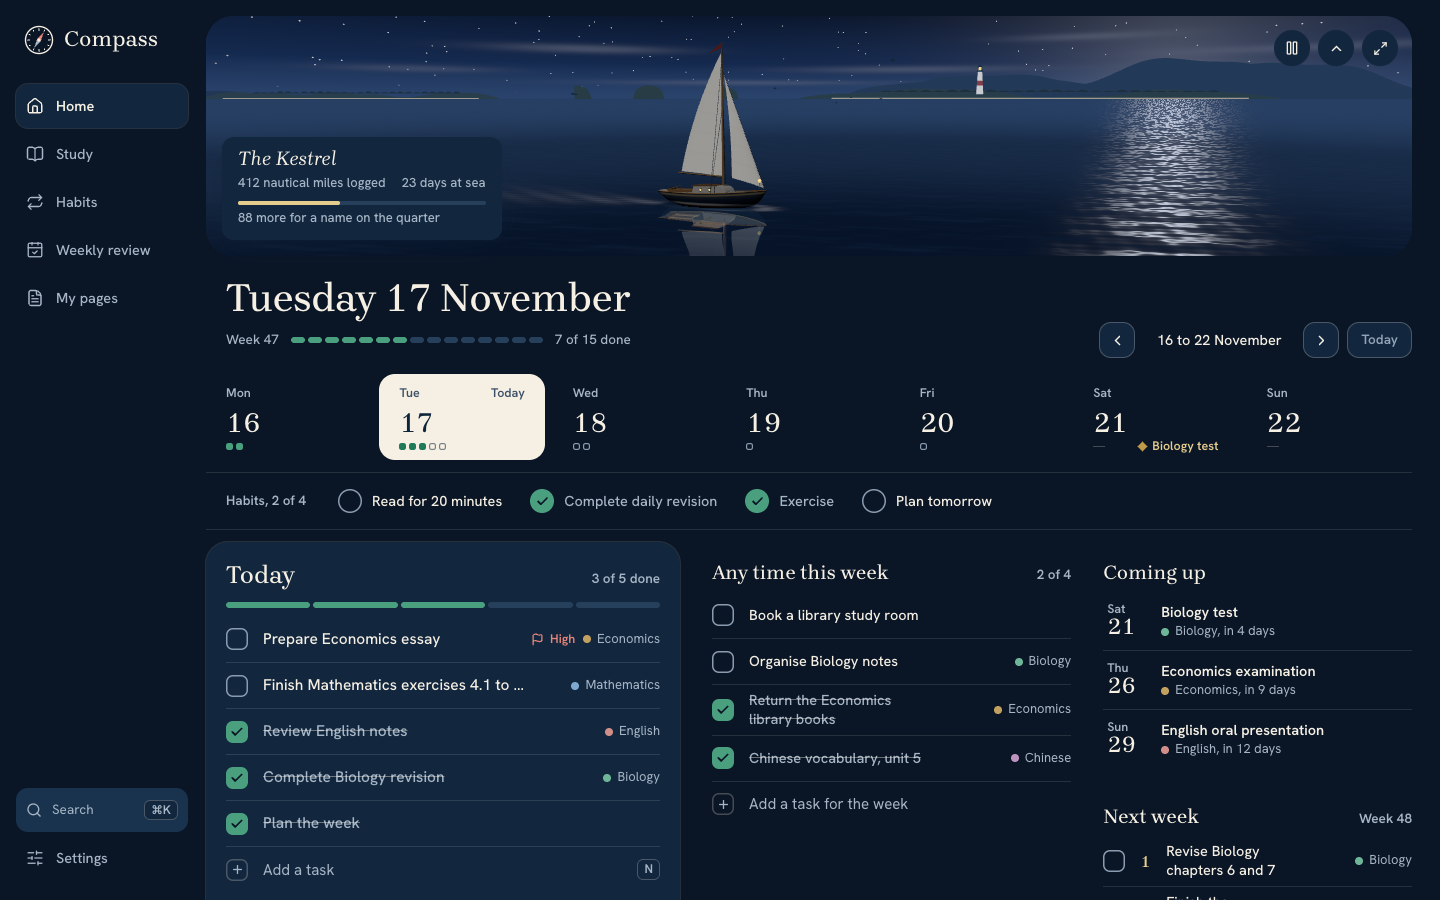 Compass
Home
Study
Habits
Weekly review
My pages
Search ⌘K
Settings
The Kestrel
412 nautical miles logged 23 days at sea
88 more for a name on the quarter
Tuesday 17 November
Week 47 7 of 15 done
16 to 22 November Today
Mon
16
Tue Today
17
Wed
18
Thu
19
Fri
20
Sat
21
Biology test
Sun
22
Habits, 2 of 4 Read for 20 minutes Complete daily revision Exercise Plan tomorrow
Today 3 of 5 done
Prepare Economics essay High Economics
Finish Mathematics exercises 4.1 to ... Mathematics
Review English notes English
Complete Biology revision Biology
Plan the week
Add a task N
Any time this week 2 of 4
Book a library study room
Organise Biology notes Biology
Return the Economics
library books Economics
Chinese vocabulary, unit 5 Chinese
Add a task for the week
Coming up
Sat
21
Biology test
Biology, in 4 days
Thu
26
Economics examination
Economics, in 9 days
Sun
29
English oral presentation
English, in 12 days
Next week Week 48
1 Revise Biology
chapters 6 and 7 Biology